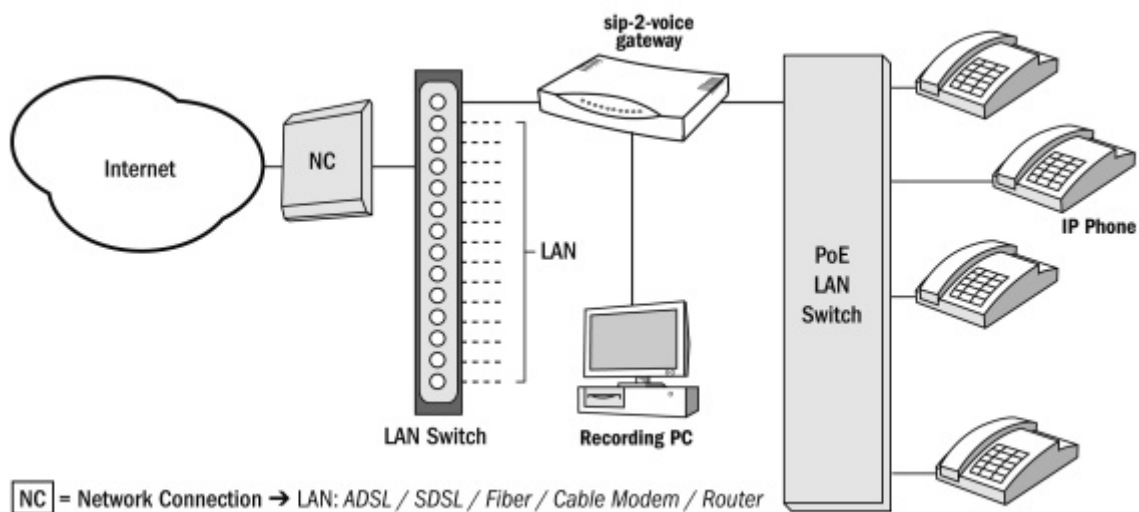 sip-2-voice
gateway
Internet
NC
LAN
IP Phone
PoE
LAN
Switch
LAN Switch
Recording PC
NC = Network Connection ➔ LAN: ADSL / SDSL / Fiber / Cable Modem / Router